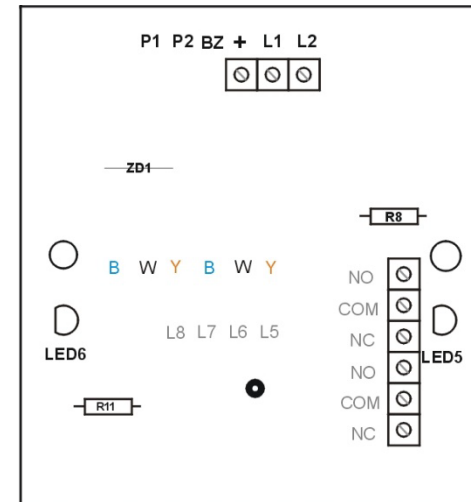 P1 P2 BZ + L1 L2
ZD1
R8
B W Y B W Y
NO
COM
L8 L7 L6 L5
NC
LED6
LED5
NO
COM
R11
NC